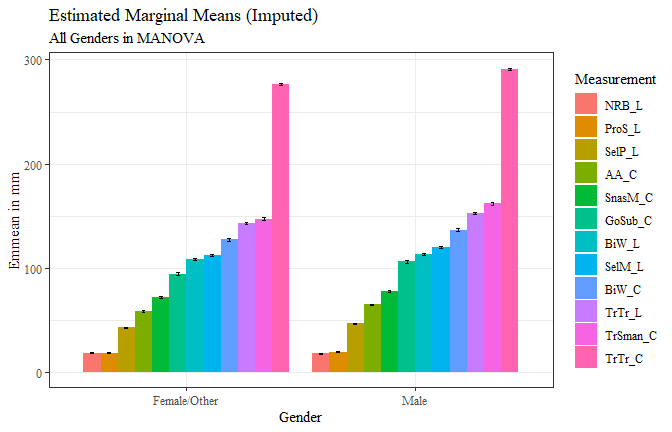 Estimated Marginal Means (Imputed)
All Genders in MANOVA
Emmean in mm
300
200
100
0
Female/Other
Male
Gender
Measurement
NRB_L
ProS_L
SelP_L
AA_C
SnasM_C
GoSub_C
BiW_L
SelM_L
BiW_C
TrTr_L
TrSman_C
TrTr_C